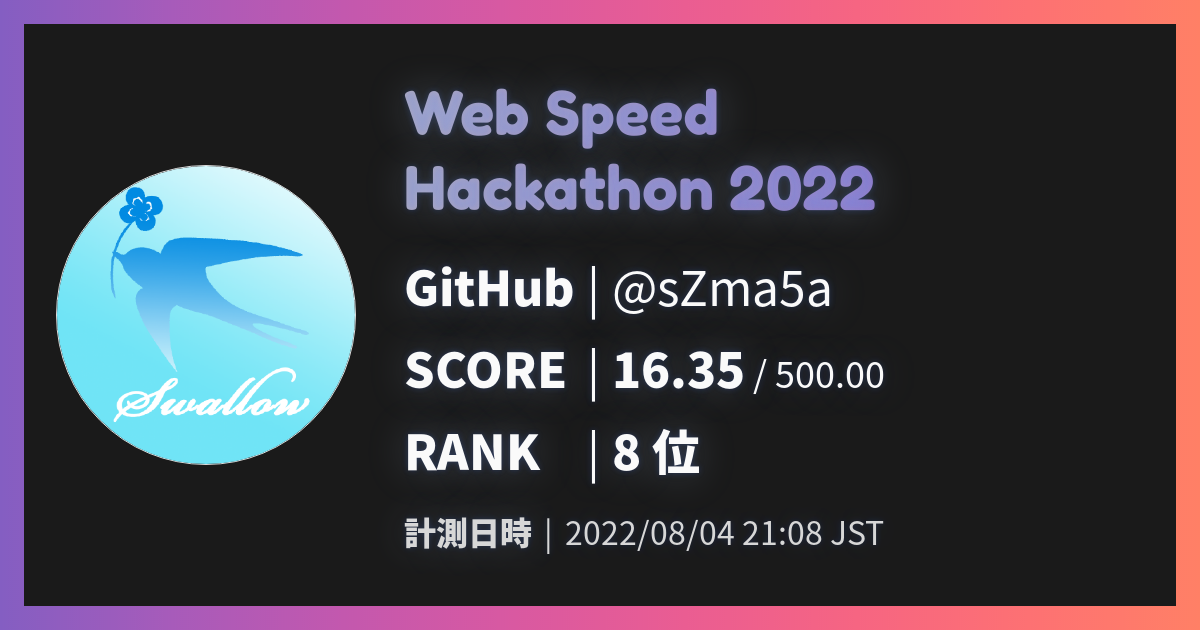 Web Speed
Hackathon 2022
GitHub | @sZma5a
SCORE | 16.35 / 500.00
RANK | 8 位
計測日時 | 2022/08/04 21:08 JST
Swallow